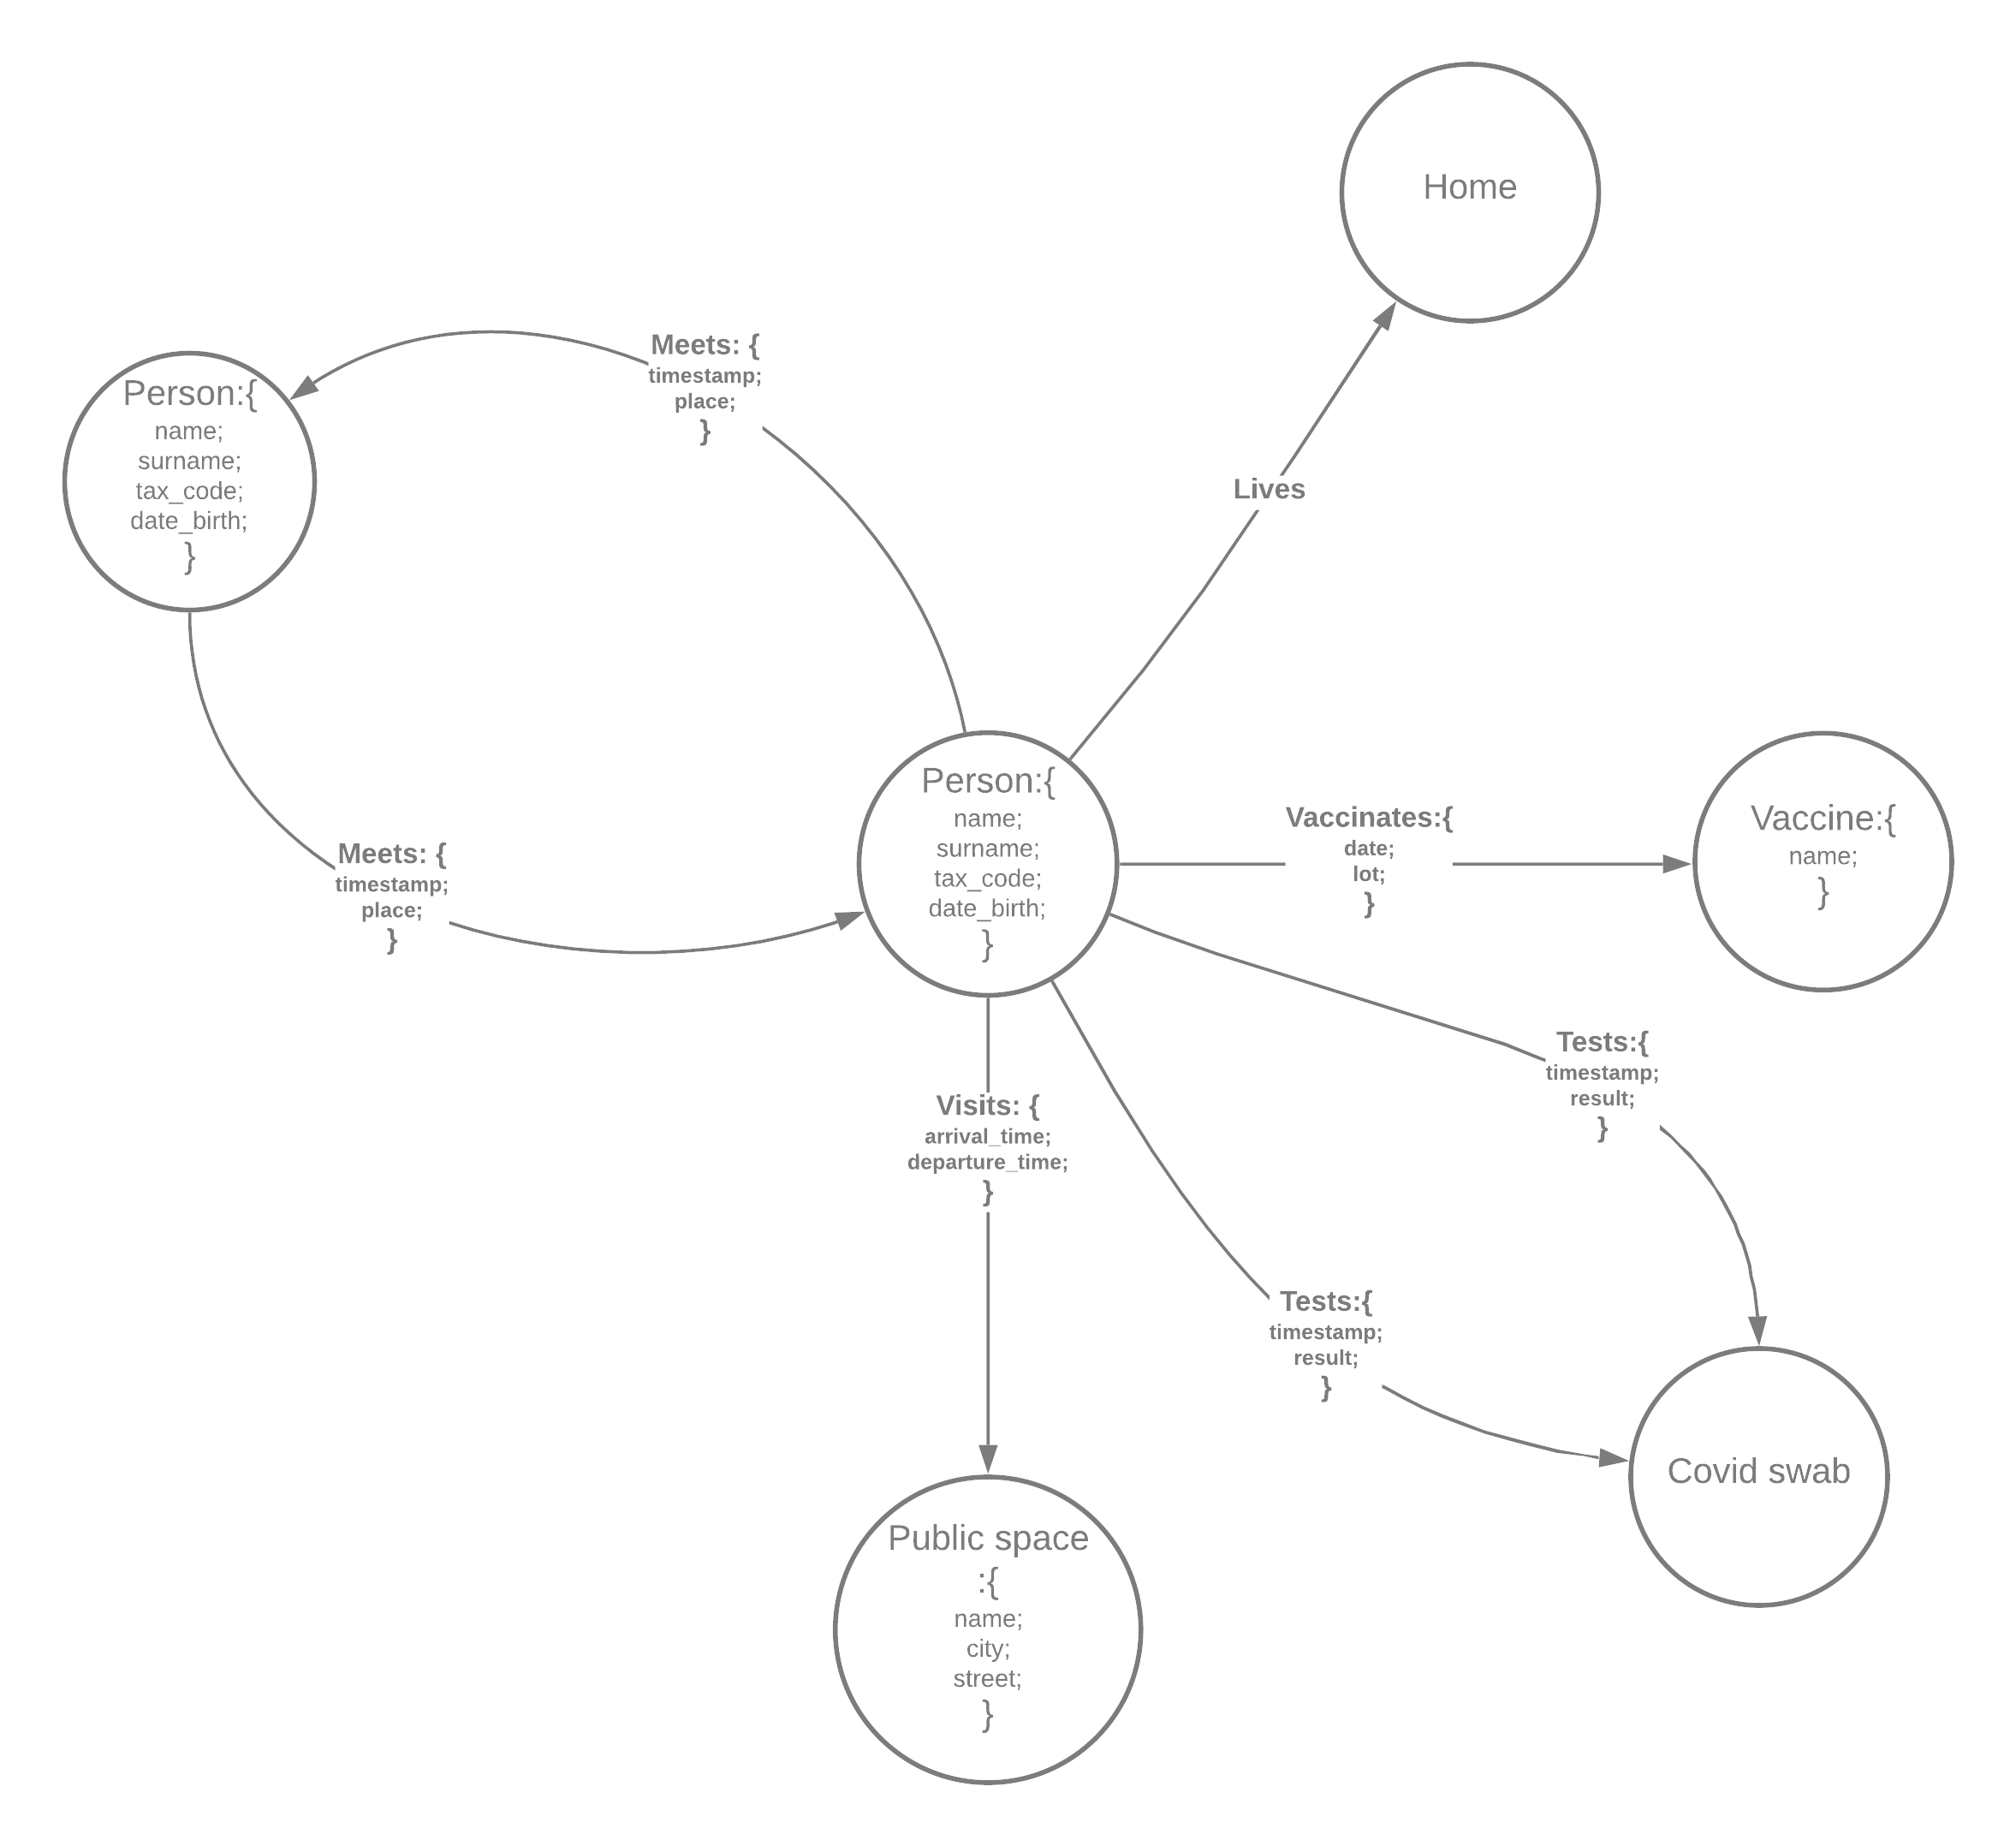 Home
Meets: {
timestamp;
place;
}
Person:{
name;
surname;
tax_code;
date_birth;
}
Lives
Person:{
name;
surname;
tax_code;
date_birth;
}
Vaccinates:{
date;
lot;
}
Vaccine:{
name;
}
Meets: {
timestamp;
place;
}
Tests:{
timestamp;
result;
}
Visits: {
arrival_time;
departure_time;
}
Tests:{
timestamp;
result;
}
Covid swab
Public space
:{
name;
city;
street;
}